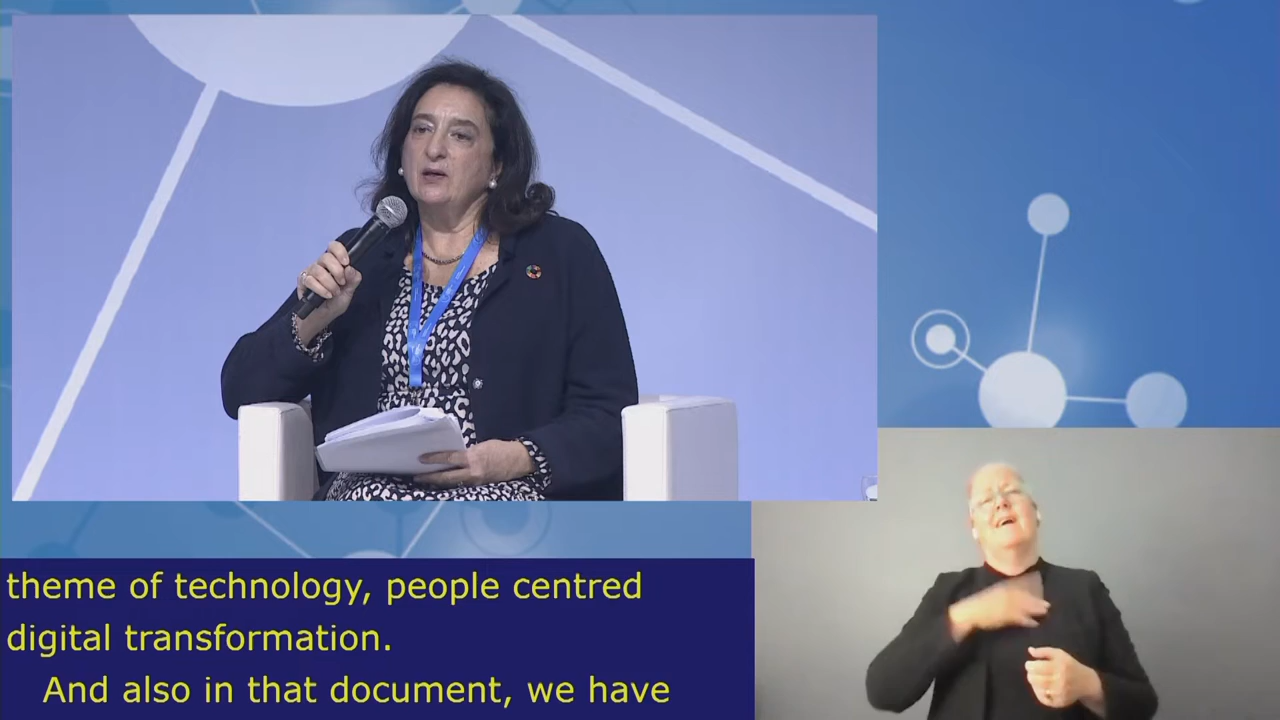 theme of technology, people centred
digital transformation.
And also in that document, we have